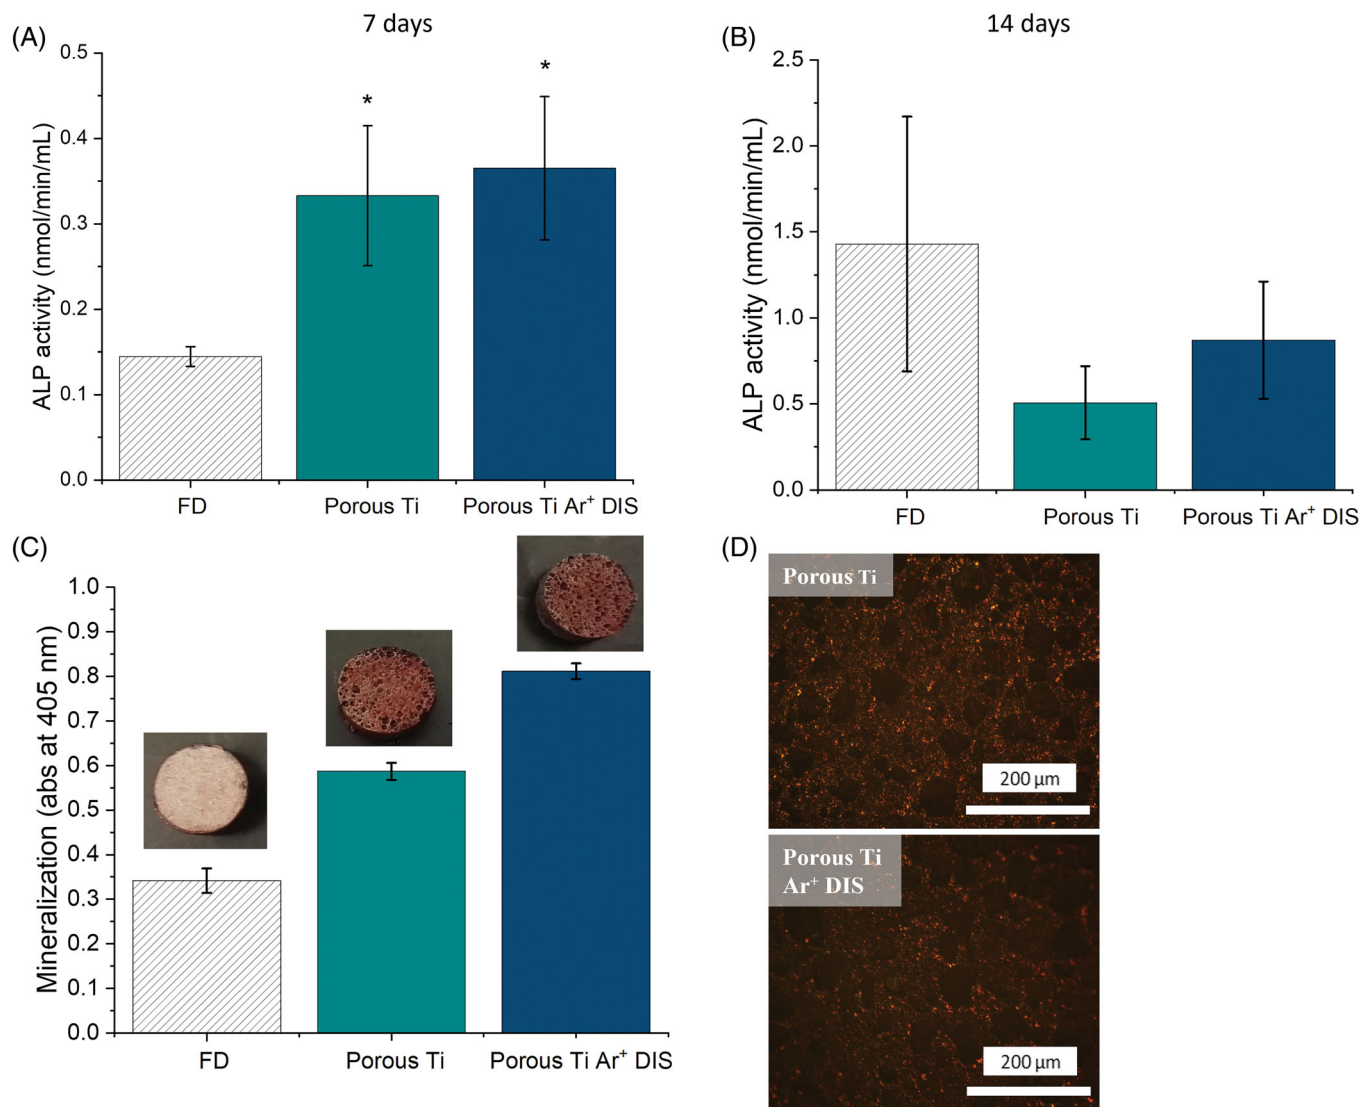 (A)
7 days
ALP activity (nmol/min/mL)
0.5
0.4
0.3
0.2
0.1
0.0
*
*
FD
Porous Ti
Porous Ti Ar⁺ DIS
(B)
14 days
ALP activity (nmol/min/mL)
2.5
2.0
1.5
1.0
0.5
0.0
FD
Porous Ti
Porous Ti Ar⁺ DIS
(C)
Mineralization (abs at 405 nm)
1.0
0.9
0.8
0.7
0.6
0.5
0.4
0.3
0.2
0.1
0.0
FD
Porous Ti
Porous Ti Ar⁺ DIS
(D)
Porous Ti
200 µm
Porous Ti
Ar⁺ DIS
200 µm